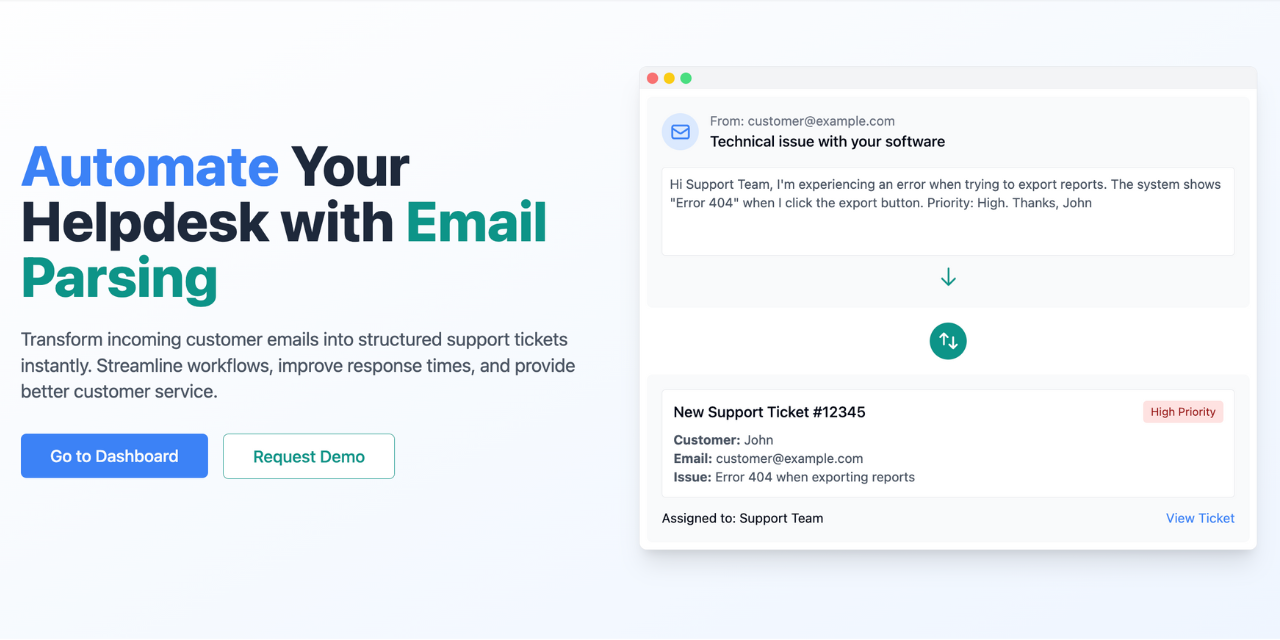 Automate Your
Helpdesk with Email
Parsing
Transform incoming customer emails into structured support tickets
instantly. Streamline workflows, improve response times, and provide
better customer service.
Go to Dashboard
Request Demo
From: customer@example.com
Technical issue with your software
Hi Support Team, I'm experiencing an error when trying to export reports. The system shows
"Error 404" when I click the export button. Priority: High. Thanks, John
New Support Ticket #12345
High Priority
Customer: John
Email: customer@example.com
Issue: Error 404 when exporting reports
Assigned to: Support Team
View Ticket